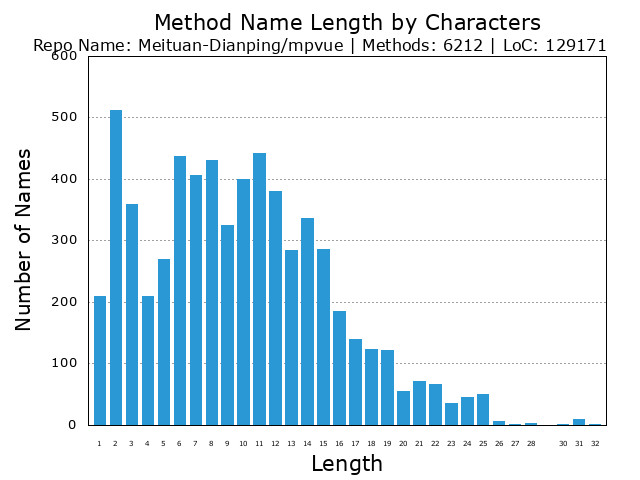 Method Name Length by Characters
Repo Name: Meituan-Dianping/mpvue | Methods: 6212 | LoC: 129171
600
500
400
300
200
100
0
Number of Names
1 2 3 4 5 6 7 8 9 10 11 12 13 14 15 16 17 18 19 20 21 22 23 24 25 26 27 28 30 31 32
Length